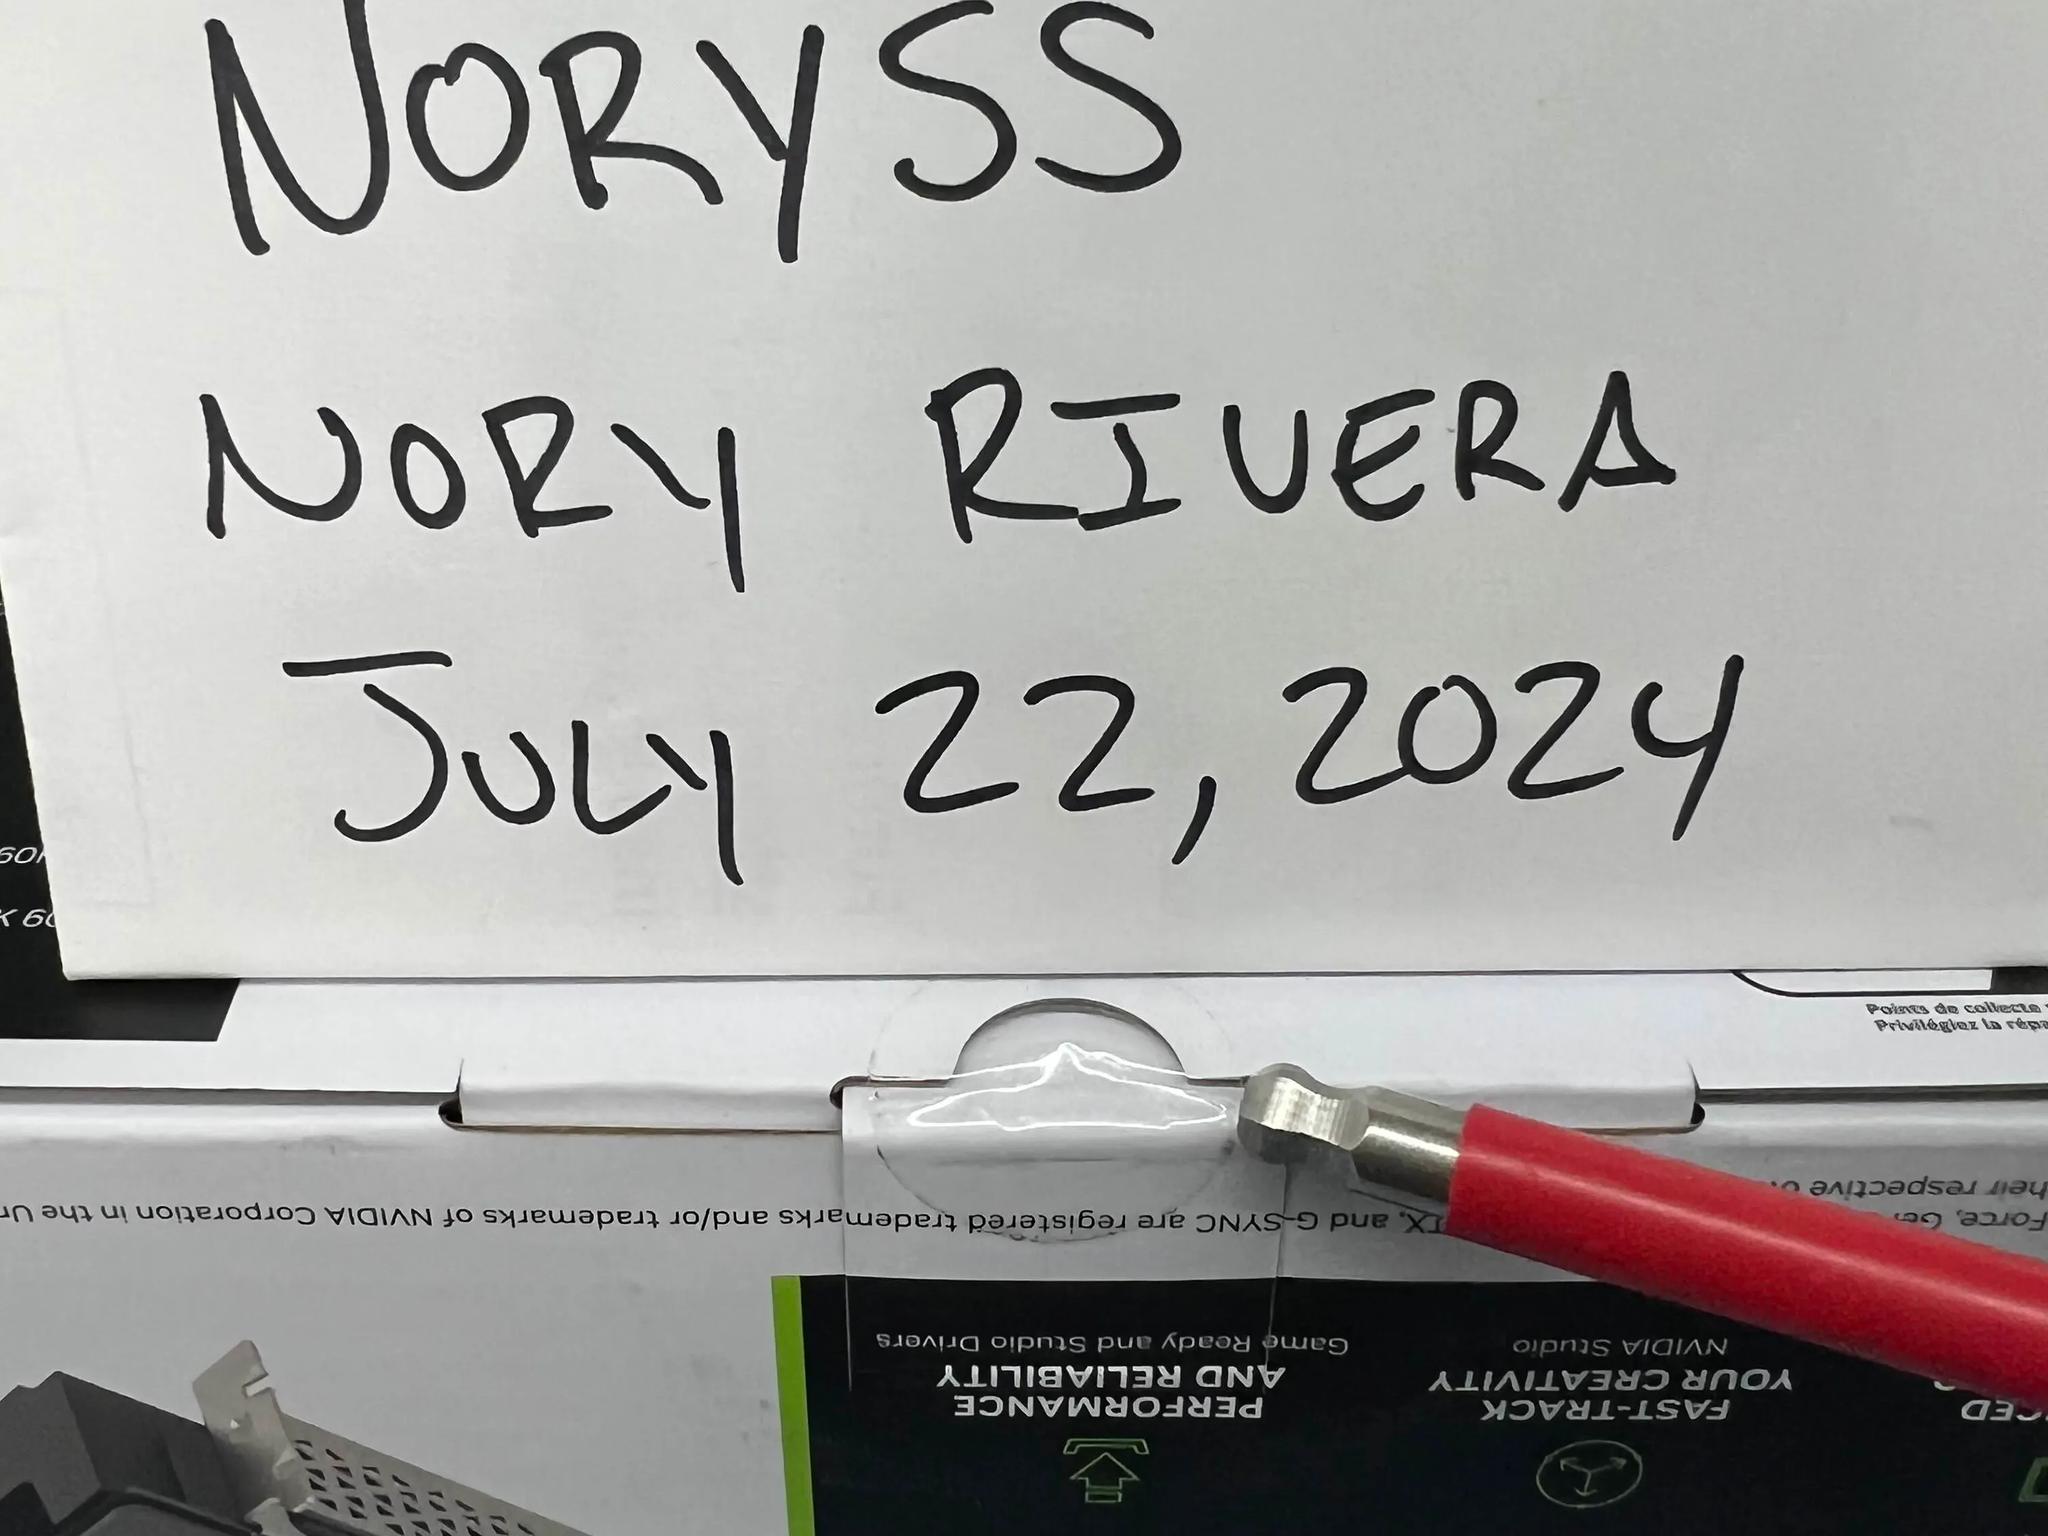 NORYSS
NORY RIVERA
JULY 22, 2024
K 60
Points de collecte
Privilégiez la répa
heir respective
Force, Ge TX, and G-SYNC are registered trademarks and/or trademarks of NVIDIA Corporation in the Un
PERFORMANCE
AND RELIABILITY
Game Ready and Studio Drivers
FAST-TRACK
YOUR CREATIVITY
NVIDIA Studio